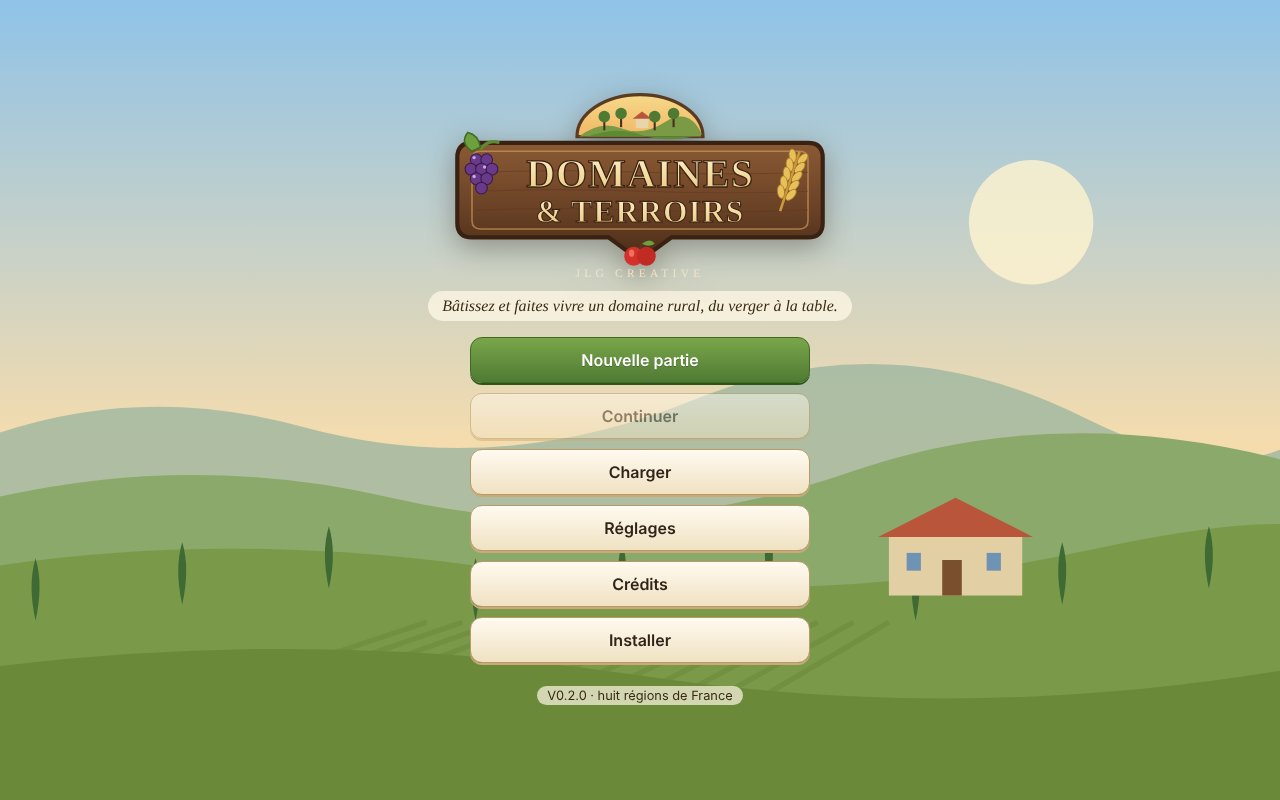 DOMAINES
& TERROIRS
JLG CREATIVE
Bâtissez et faites vivre un domaine rural, du verger à la table.
Nouvelle partie
Continuer
Charger
Réglages
Crédits
Installer
V0.2.0 · huit régions de France